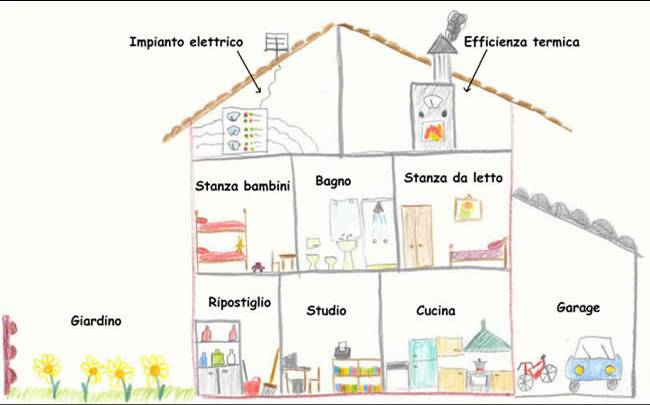 Impianto elettrico
Efficienza termica
Stanza bambini
Bagno
Stanza da letto
Giardino
Ripostiglio
Studio
Cucina
Garage